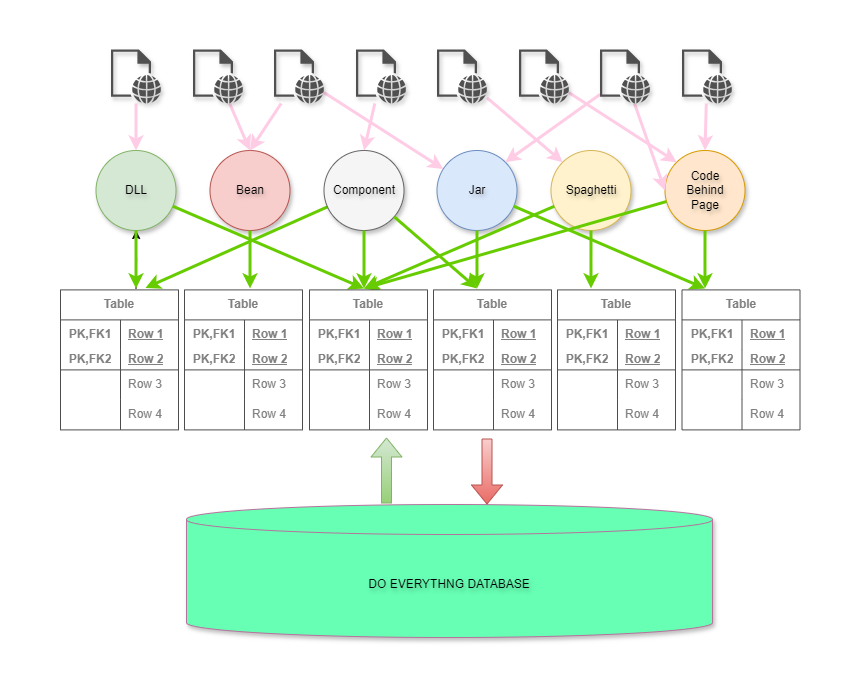 DLL
Bean
Component
Jar
Spaghetti
Code
Behind
Page
Table
PK,FK1 Row 1
PK,FK2 Row 2
Row 3
Row 4
Table
PK,FK1 Row 1
PK,FK2 Row 2
Row 3
Row 4
Table
PK,FK1 Row 1
PK,FK2 Row 2
Row 3
Row 4
Table
PK,FK1 Row 1
PK,FK2 Row 2
Row 3
Row 4
Table
PK,FK1 Row 1
PK,FK2 Row 2
Row 3
Row 4
Table
PK,FK1 Row 1
PK,FK2 Row 2
Row 3
Row 4
DO EVERYTHNG DATABASE